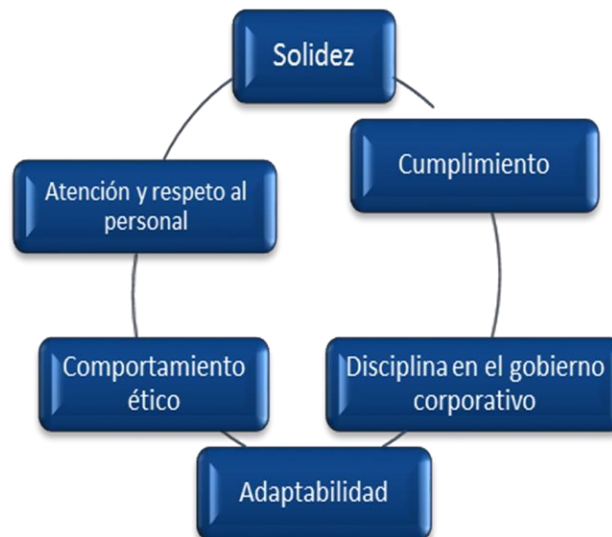 Solidez
Cumplimiento
Disciplina en el gobierno
corporativo
Adaptabilidad
Comportamiento
ético
Atención y respeto al
personal